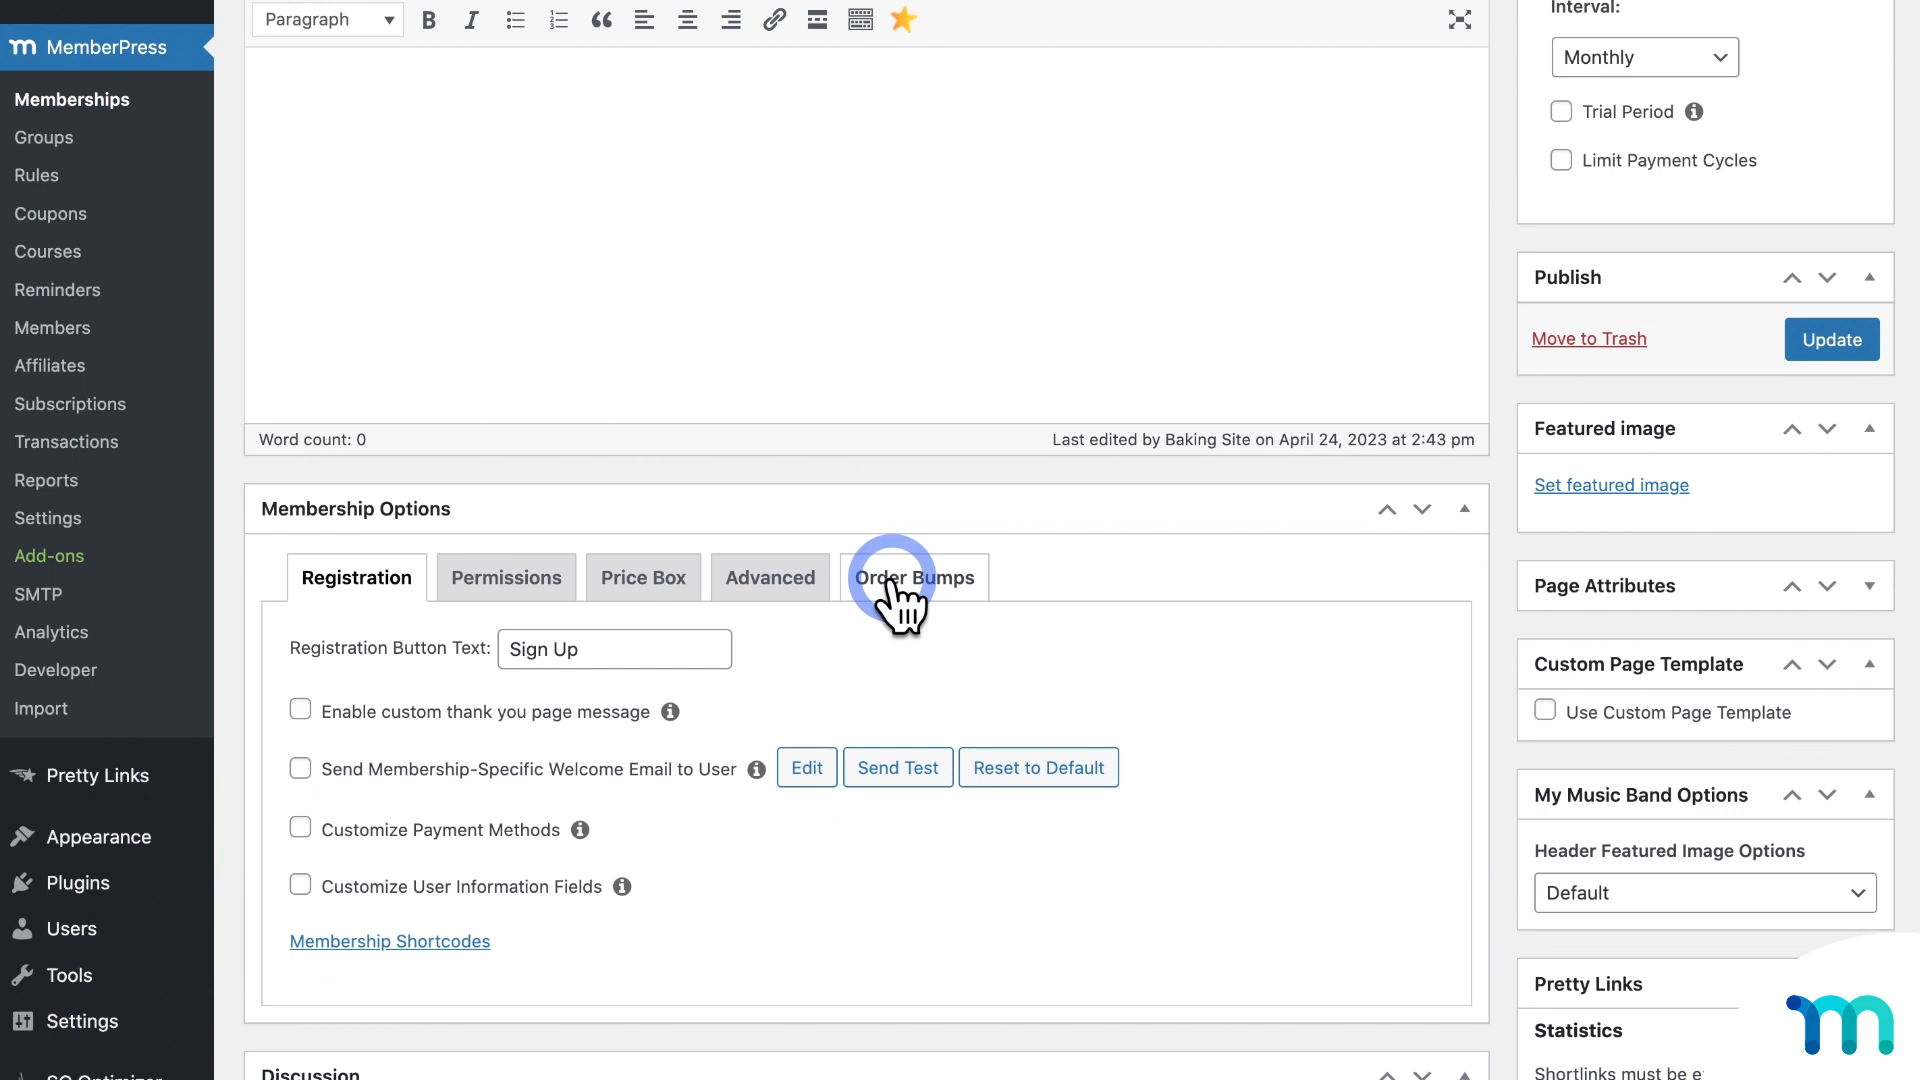 MemberPress
Memberships
Groups
Rules
Coupons
Courses
Reminders
Members
Affiliates
Subscriptions
Transactions
Reports
Settings
Add-ons
SMTP
Analytics
Developer
Import
Pretty Links
Appearance
Plugins
Users
Tools
Settings
Paragraph
Word count: 0
Last edited by Baking Site on April 24, 2023 at 2:43 pm
Membership Options
Registration
Permissions
Price Box
Advanced
Order Bumps
Registration Button Text: Sign Up
Enable custom thank you page message
Send Membership-Specific Welcome Email to User
Edit
Send Test
Reset to Default
Customize Payment Methods
Customize User Information Fields
Membership Shortcodes
Discussion
Interval:
Monthly
Trial Period
Limit Payment Cycles
Publish
Move to Trash
Update
Featured image
Set featured image
Page Attributes
Custom Page Template
Use Custom Page Template
My Music Band Options
Header Featured Image Options
Default
Pretty Links
Statistics
Shortlinks must be